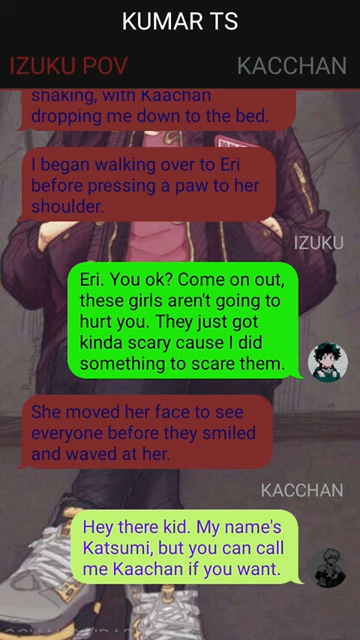 KUMAR TS
IZUKU POV
KACCHAN
shaking, with Kaachan
dropping me down to the bed.
I began walking over to Eri
before pressing a paw to her
shoulder.
IZUKU
Eri. You ok? Come on out,
these girls aren't going to
hurt you. They just got
kinda scary cause I did
something to scare them.
She moved her face to see
everyone before they smiled
and waved at her.
KACCHAN
Hey there kid. My name's
Katsumi, but you can call
me Kaachan if you want.